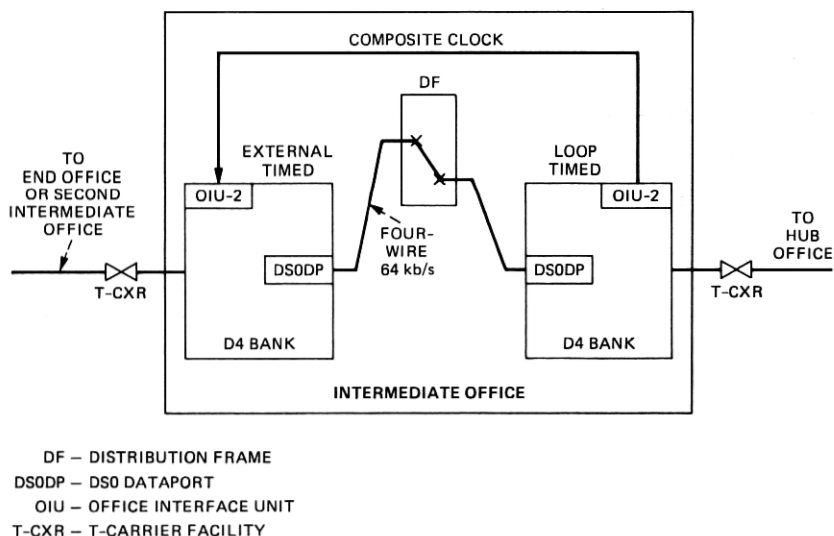 COMPOSITE CLOCK
DF
TO
END OFFICE
OR SECOND
INTERMEDIATE
OFFICE
EXTERNAL
TIMED
LOOP
TIMED
OIU-2
OIU-2
FOUR-
WIRE
64 kb/s
TO
HUB
OFFICE
DS0DP
DS0DP
T-CXR
T-CXR
D4 BANK
D4 BANK
INTERMEDIATE OFFICE
DF – DISTRIBUTION FRAME
DS0DP – DS0 DATAPORT
OIU – OFFICE INTERFACE UNIT
T-CXR – T-CARRIER FACILITY